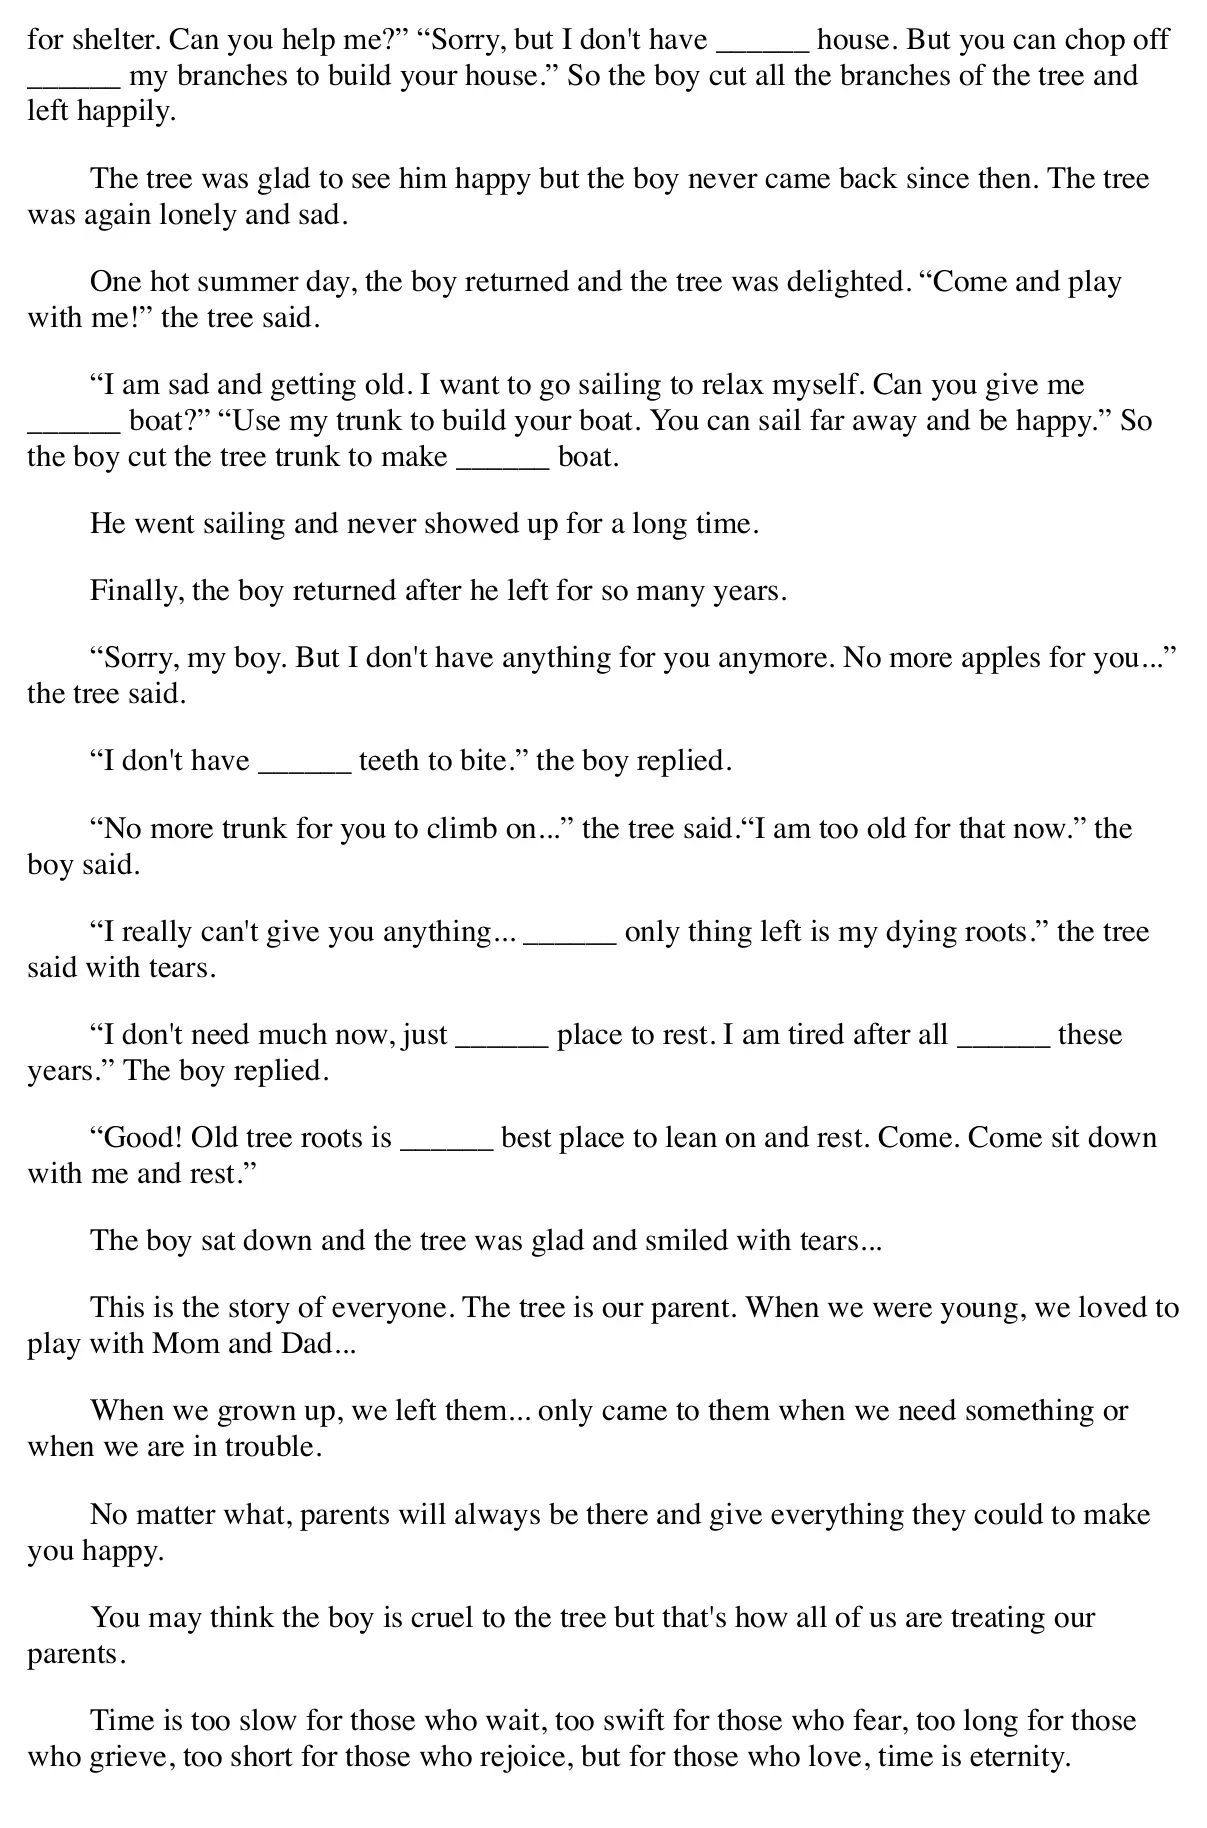 for shelter. Can you help me?” “Sorry, but I don't have ______ house. But you can chop off
______ my branches to build your house.” So the boy cut all the branches of the tree and
left happily.
The tree was glad to see him happy but the boy never came back since then. The tree
was again lonely and sad.
One hot summer day, the boy returned and the tree was delighted. “Come and play
with me!” the tree said.
“I am sad and getting old. I want to go sailing to relax myself. Can you give me
______ boat?” “Use my trunk to build your boat. You can sail far away and be happy.” So
the boy cut the tree trunk to make ______ boat.
He went sailing and never showed up for a long time.
Finally, the boy returned after he left for so many years.
“Sorry, my boy. But I don't have anything for you anymore. No more apples for you...”
the tree said.
“I don't have ______ teeth to bite.” the boy replied.
“No more trunk for you to climb on...” the tree said.“I am too old for that now.” the
boy said.
“I really can't give you anything... ______ only thing left is my dying roots.” the tree
said with tears.
“I don't need much now, just ______ place to rest. I am tired after all ______ these
years.” The boy replied.
“Good! Old tree roots is ______ best place to lean on and rest. Come. Come sit down
with me and rest.”
The boy sat down and the tree was glad and smiled with tears...
This is the story of everyone. The tree is our parent. When we were young, we loved to
play with Mom and Dad...
When we grown up, we left them... only came to them when we need something or
when we are in trouble.
No matter what, parents will always be there and give everything they could to make
you happy.
You may think the boy is cruel to the tree but that's how all of us are treating our
parents.
Time is too slow for those who wait, too swift for those who fear, too long for those
who grieve, too short for those who rejoice, but for those who love, time is eternity.